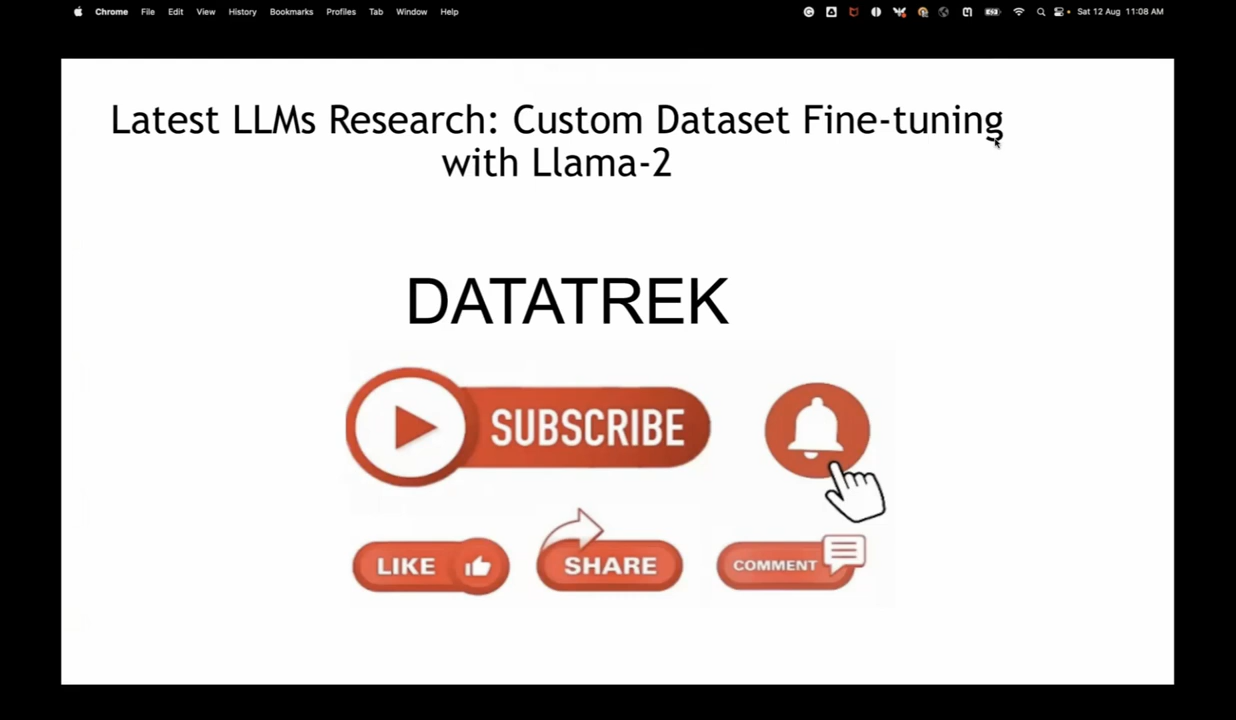 Chrome File Edit View History Bookmarks Profiles Tab Window Help Sat 12 Aug 11:08 AM
Latest LLMs Research: Custom Dataset Fine-tuning
with Llama-2
DATATREK
SUBSCRIBE
LIKE SHARE COMMENT